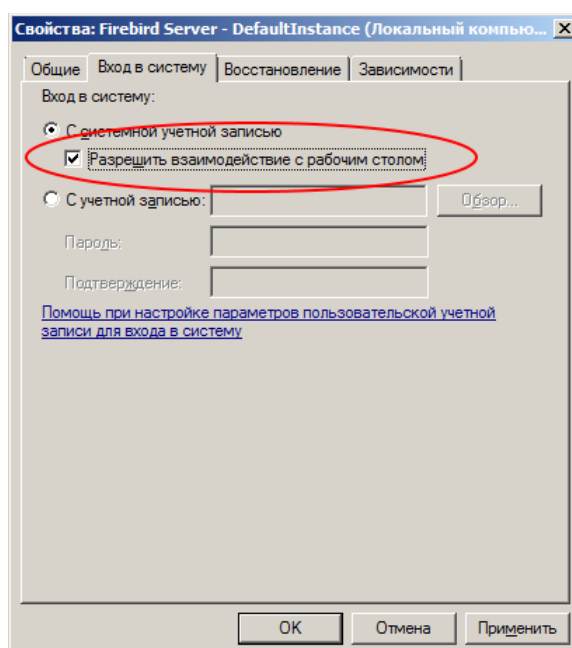 Свойства: Firebird Server - DefaultInstance (Локальный компью...
Общие Вход в систему Восстановление Зависимости
Вход в систему:
С системной учетной записью
Разрешить взаимодействие с рабочим столом
С учетной записью: Обзор...
Пароль:
Подтверждение:
Помощь при настройке параметров пользовательской учетной
записи для входа в систему
OK Отмена Применить